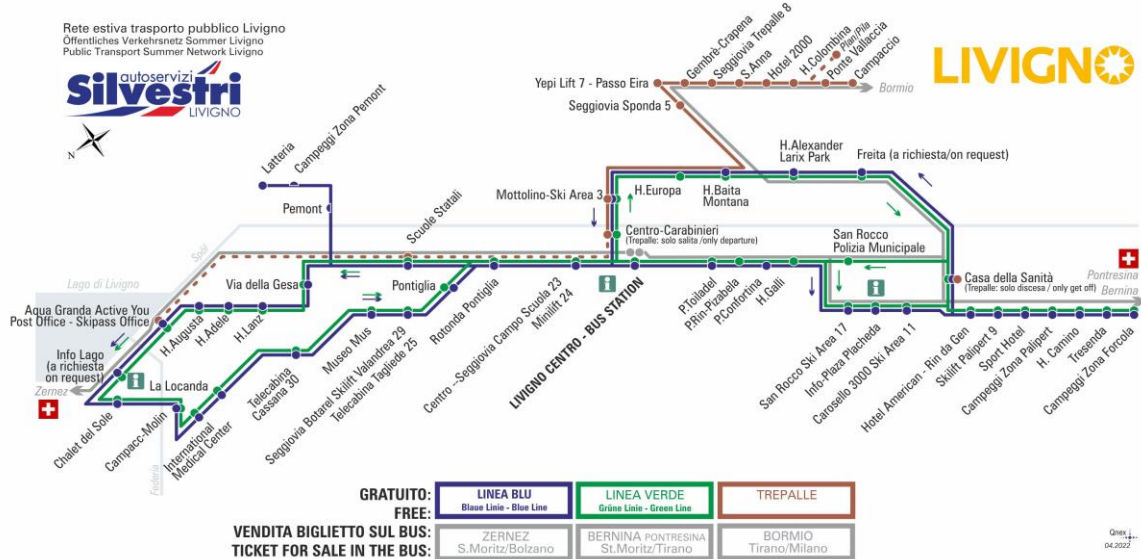 Rete estiva trasporto pubblico Livigno
Öffentliches Verkehrsnetz Sommer Livigno
Public Transport Summer Network Livigno
autoservizi
Silvestri
LIVIGNO
N
LIVIGNO
Gembrè-Crapena
Seggiovia Trepalle 8
S.Anna
Hotel 2000
H.Colombina
Plan/Pila
Ponte Vallaccia
Campaccio
Yepi Lift 7 - Passo Eira
Bormio
Seggiovia Sponda 5
Latteria
Campeggi Zona Pemont
Pemont
H.Alexander
Larix Park
Freita (a richiesta/on request)
Mottolino-Ski Area 3
H.Europa
H.Baita
Montana
Scuole Statali
Centro-Carabinieri
(Trepalle: solo salita /only departure)
San Rocco
Polizia Municipale
Spöl
Lago di Livigno
Via della Gesa
Pontiglia
Pontresina
Bernina
Casa della Sanità
(Trepalle: solo discesa / only get off)
Aqua Granda Active You
Post Office - Skipass Office
H.Augusta
H.Adele
H.Lanz
Info Lago
(a richiesta
on request)
Zernez
La Locanda
Chalet del Sole
Campacc-Molin
Federia
International
Medical Center
Telecabina
Cassana 30
Museo Mus
Seggiovia Botarel Skilift Valandrea 29
Telecabina Tagliede 25
Rotonda Pontiglia
Centro --Seggiovia Campo Scuola 23
Minilift 24
LIVIGNO CENTRO - BUS STATION
P.Toiladel
P.Rin-Pizabela
P.Confortina
H.Galli
San Rocco Ski Area 17
Info-Plaza Placheda
Carosello 3000 Ski Area 11
Hotel American - Rin da Gen
Skilift Palipert 9
Sport Hotel
Campeggi Zona Palipert
H. Camino
Tresenda
Campeggi Zona Forcola
GRATUITO:
FREE:
LINEA BLU
Blaue Linie - Blue Line
LINEA VERDE
Grüne Linie - Green Line
TREPALLE
VENDITA BIGLIETTO SUL BUS:
TICKET FOR SALE IN THE BUS:
ZERNEZ
S.Moritz/Bolzano
BERNINA PONTRESINA
St.Moritz/Tirano
BORMIO
Tirano/Milano
Qnex
04.2022